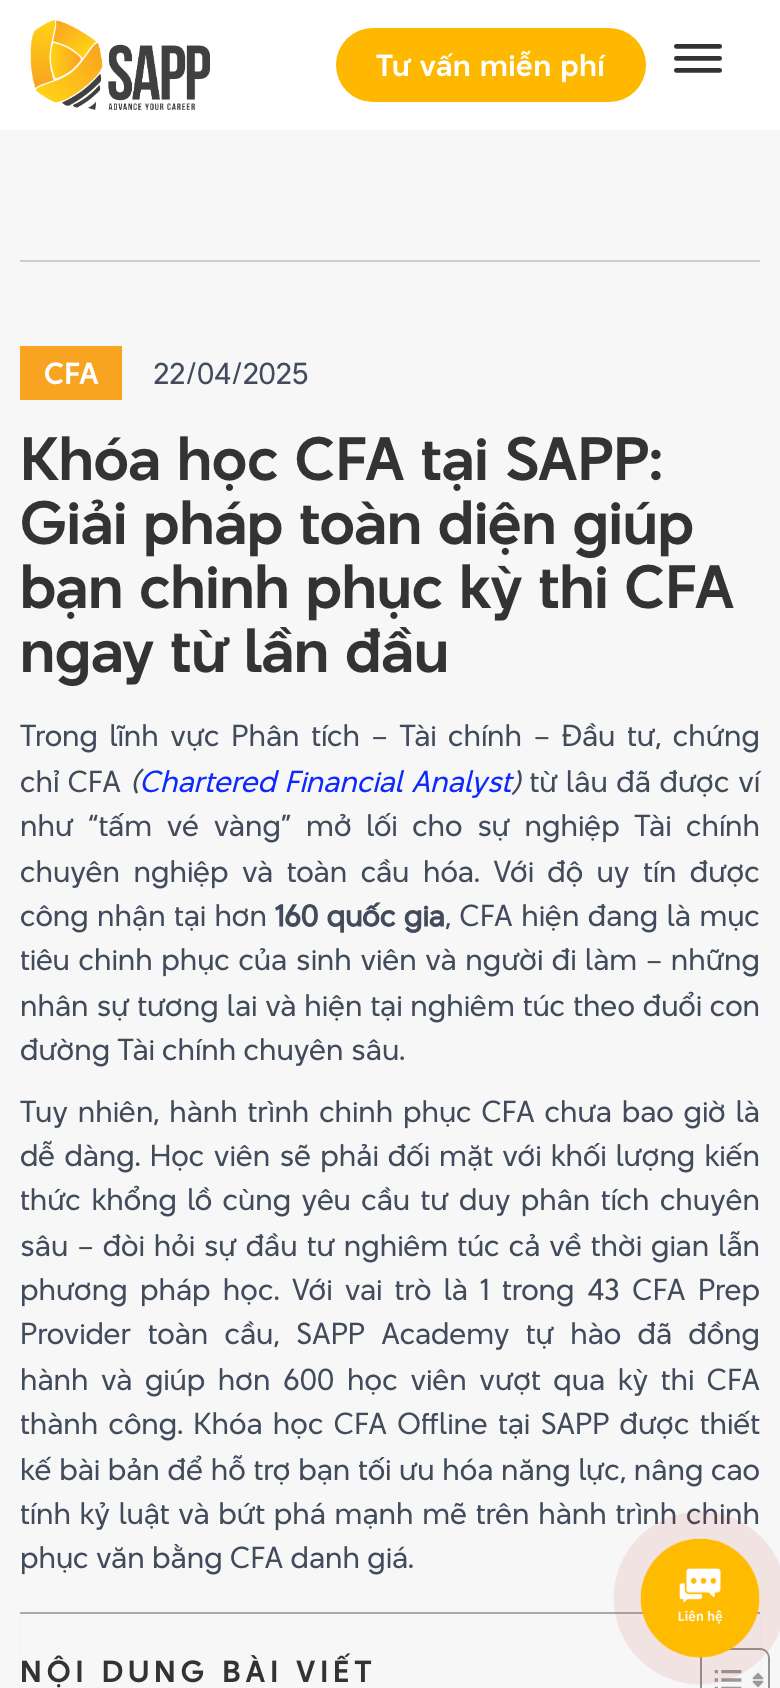 SAPP
ADVANCE YOUR CAREER
Tư vấn miễn phí
CFA
22/04/2025
Khóa học CFA tại SAPP:
Giải pháp toàn diện giúp
bạn chinh phục kỳ thi CFA
ngay từ lần đầu
Trong lĩnh vực Phân tích – Tài chính – Đầu tư, chứng
chỉ CFA (Chartered Financial Analyst) từ lâu đã được ví
như “tấm vé vàng” mở lối cho sự nghiệp Tài chính
chuyên nghiệp và toàn cầu hóa. Với độ uy tín được
công nhận tại hơn 160 quốc gia, CFA hiện đang là mục
tiêu chinh phục của sinh viên và người đi làm – những
nhân sự tương lai và hiện tại nghiêm túc theo đuổi con
đường Tài chính chuyên sâu.
Tuy nhiên, hành trình chinh phục CFA chưa bao giờ là
dễ dàng. Học viên sẽ phải đối mặt với khối lượng kiến
thức khổng lồ cùng yêu cầu tư duy phân tích chuyên
sâu – đòi hỏi sự đầu tư nghiêm túc cả về thời gian lẫn
phương pháp học. Với vai trò là 1 trong 43 CFA Prep
Provider toàn cầu, SAPP Academy tự hào đã đồng
hành và giúp hơn 600 học viên vượt qua kỳ thi CFA
thành công. Khóa học CFA Offline tại SAPP được thiết
kế bài bản để hỗ trợ bạn tối ưu hóa năng lực, nâng cao
tính kỷ luật và bứt phá mạnh mẽ trên hành trình chinh
phục văn bằng CFA danh giá.
Liên hệ
NỘI DUNG BÀI VIẾT